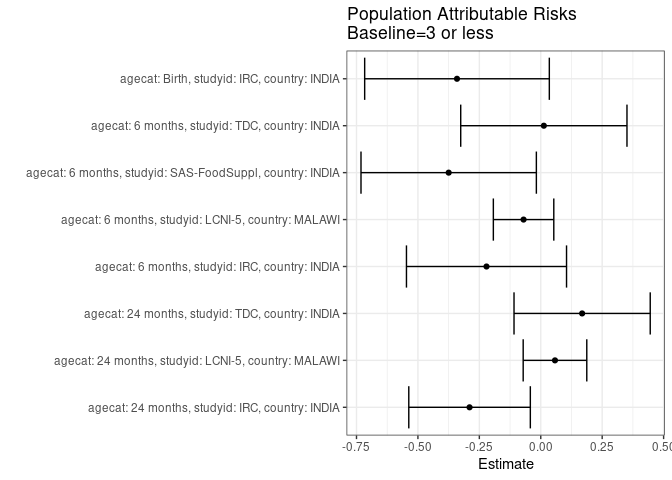 Population Attributable Risks
Baseline=3 or less
agecat: Birth, studyid: IRC, country: INDIA
agecat: 6 months, studyid: TDC, country: INDIA
agecat: 6 months, studyid: SAS-FoodSuppl, country: INDIA
agecat: 6 months, studyid: LCNI-5, country: MALAWI
agecat: 6 months, studyid: IRC, country: INDIA
agecat: 24 months, studyid: TDC, country: INDIA
agecat: 24 months, studyid: LCNI-5, country: MALAWI
agecat: 24 months, studyid: IRC, country: INDIA
-0.75 -0.50 -0.25 0.00 0.25 0.50
Estimate